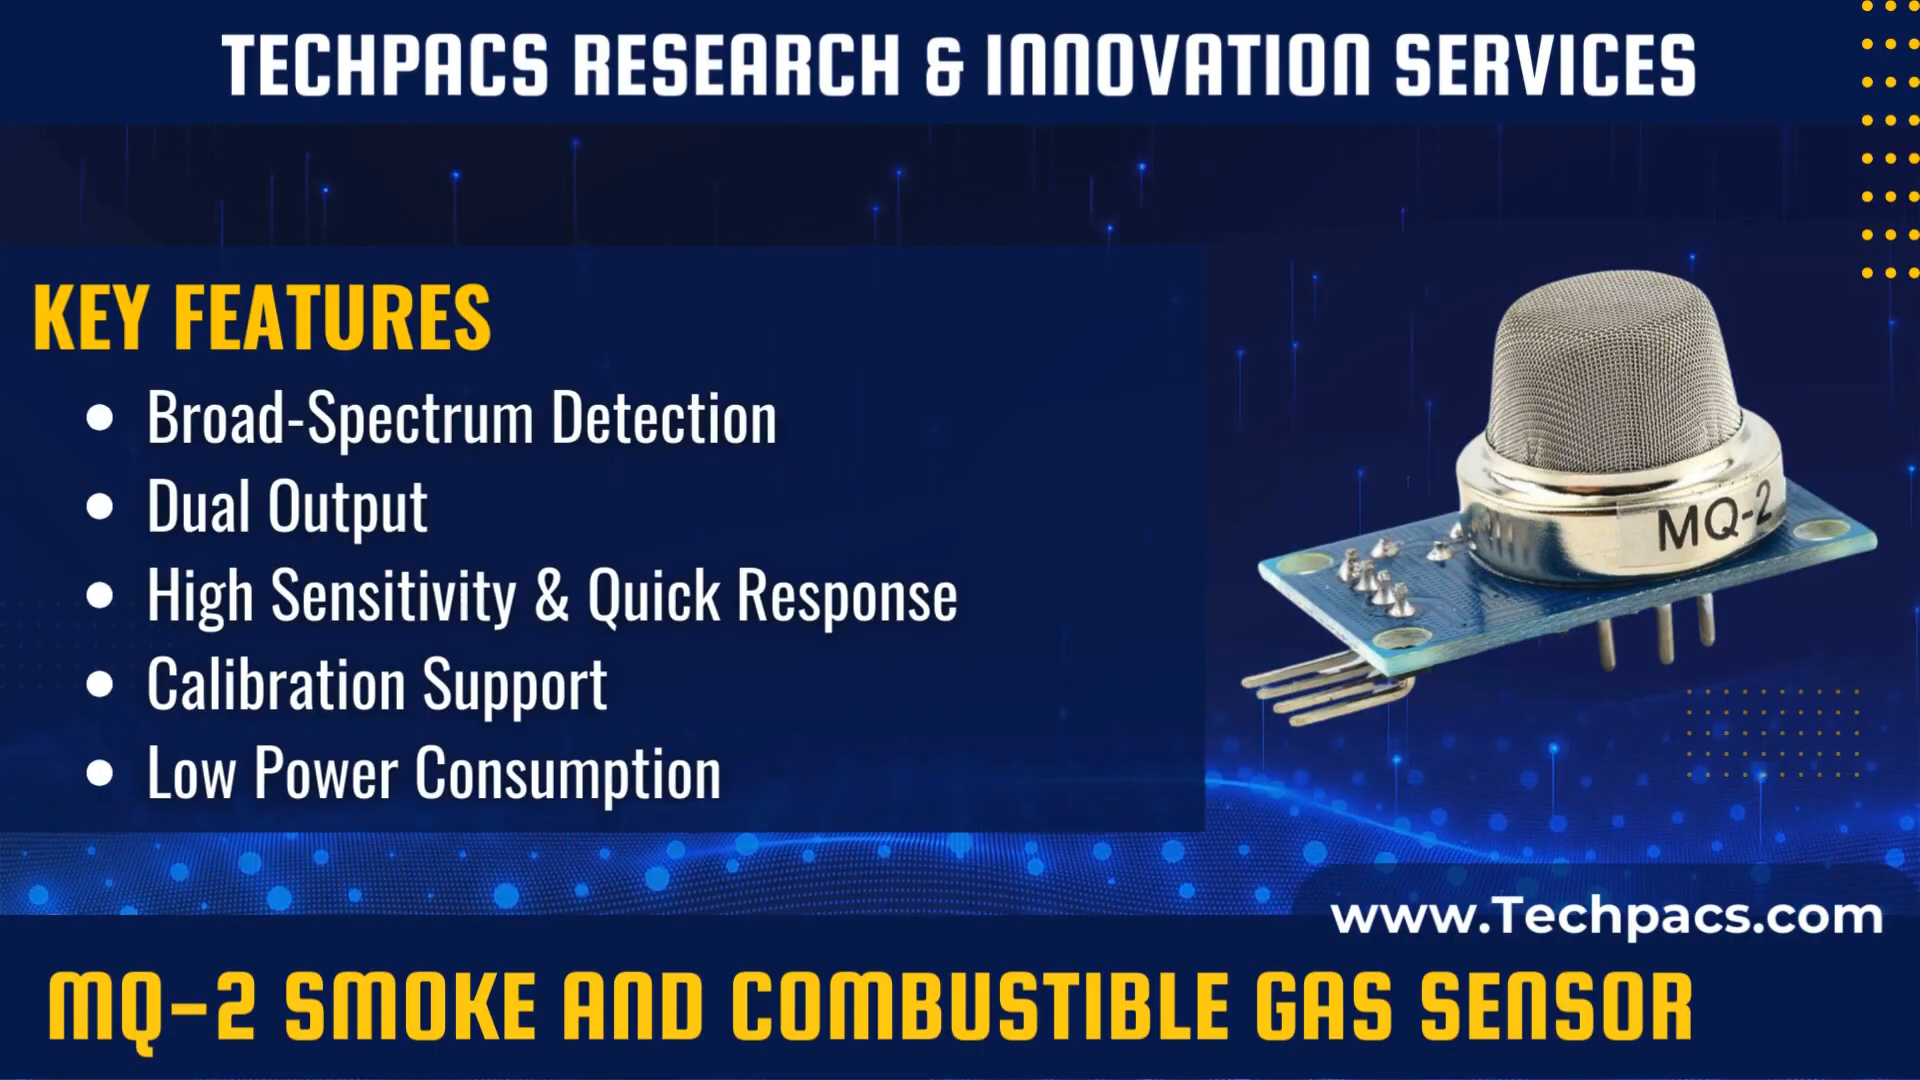 TECHPACS RESEARCH & INNOVATION SERVICES
KEY FEATURES
• Broad-Spectrum Detection
• Dual Output
• High Sensitivity & Quick Response
• Calibration Support
• Low Power Consumption
MQ-2
www.Techpacs.com
MQ-2 SMOKE AND COMBUSTIBLE GAS SENSOR